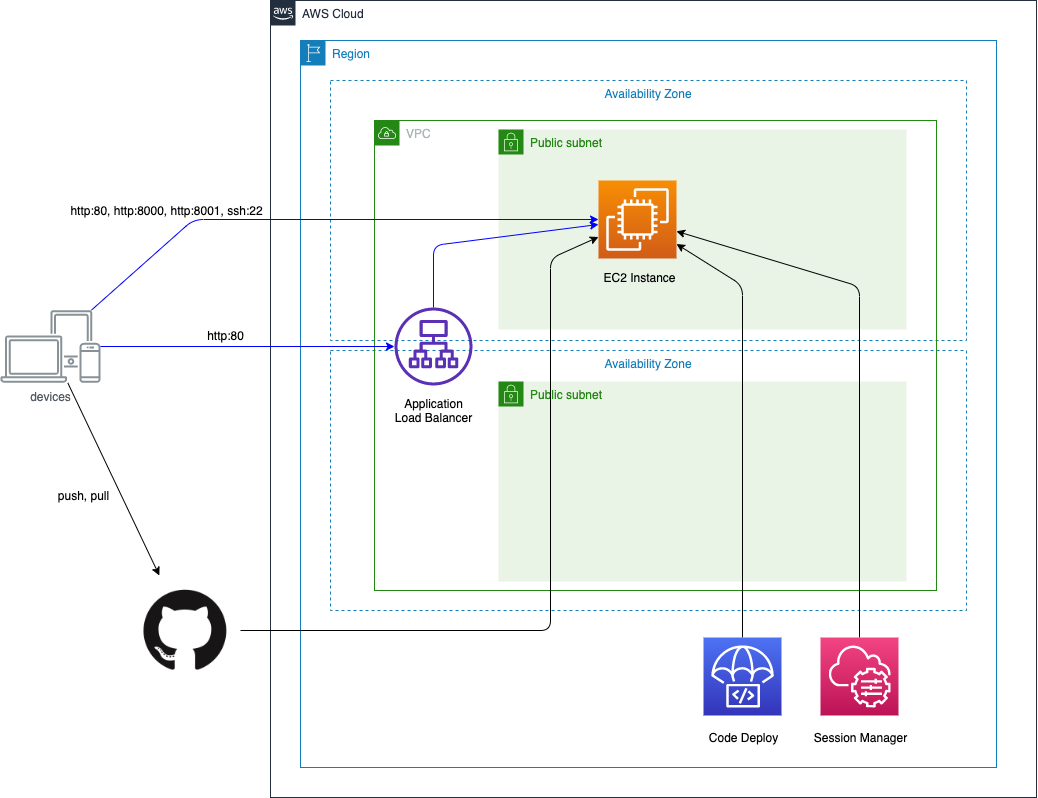 aws
AWS Cloud
Region
Availability Zone
VPC
Public subnet
http:80, http:8000, http:8001, ssh:22
EC2 Instance
http:80
Availability Zone
devices
Public subnet
Application
Load Balancer
push, pull
</>
Code Deploy
Session Manager